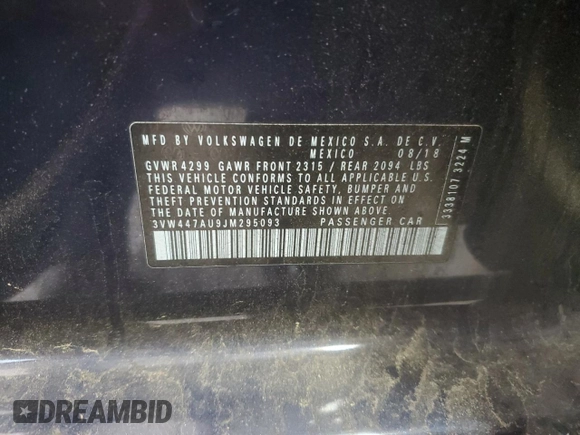 MFD BY VOLKSWAGEN DE MEXICO S.A. DE C.V.
MEXICO 08/18
GVWR 4299 GAWR FRONT 2315 / REAR 2094 LBS
THIS VEHICLE CONFORMS TO ALL APPLICABLE U.S.
FEDERAL MOTOR VEHICLE SAFETY, BUMPER AND
THEFT PREVENTION STANDARDS IN EFFECT ON
THE DATE OF MANUFACTURE SHOWN ABOVE.
3VW447AU9JM295093 PASSENGER CAR
3338107 3224 M
DREAMBID